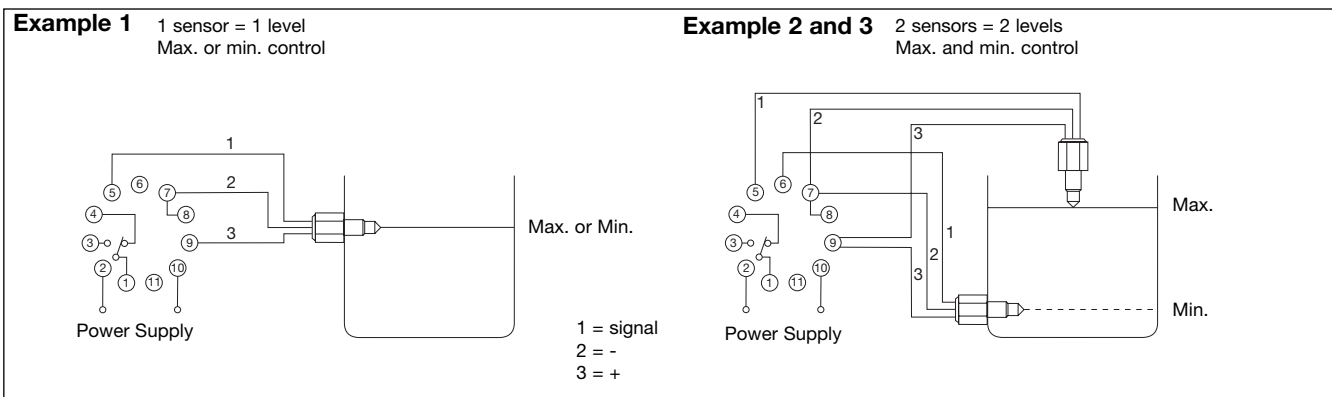 Example 1
1 sensor = 1 level
Max. or min. control
1
5
6
7
2
4
8
3
9
3
2
10
1
11
Max. or Min.
Power Supply
1 = signal
2 = -
3 = +
Example 2 and 3
2 sensors = 2 levels
Max. and min. control
1
2
3
5
6
7
4
8
3
9
1
2
3
2
10
1
11
Max.
Min.
Power Supply